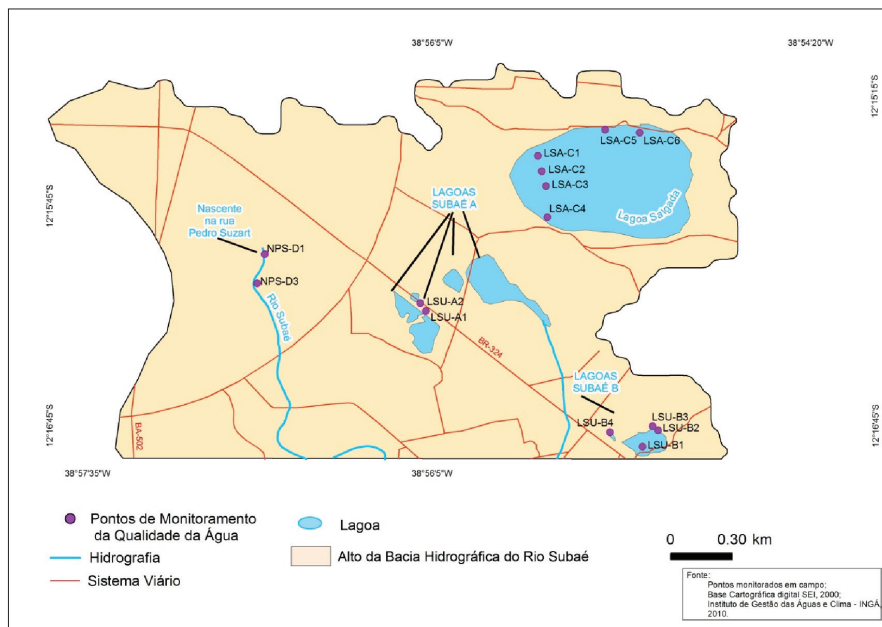 38°56'5"W
38°54'20"W
12°15'15"S
12°15'45"S
LSA-C5
LSA-C6
LSA-C1
LSA-C2
LSA-C3
LSA-C4
Lagoa Salgada
LAGOAS
SUBAÉ A
Nascente
na rua
Pedro Suzart
NPS-D1
NPS-D3
Rio Subaé
LSU-A2
LSU-A1
BR-324
LAGOAS
SUBAÉ B
LSU-B4
LSU-B3
LSU-B2
LSU-B1
BA-502
12°16'45"S
12°16'45"S
38°57'35"W
38°56'5"W
Pontos de Monitoramento
da Qualidade da Água
Hidrografia
Sistema Viário
Lagoa
Alto da Bacia Hidrográfica do Rio Subaé
0
0.30 km
Fonte:
Pontos monitorados em campo;
Base Cartográfica digital SEI, 2000;
Instituto de Gestão das Águas e Clima - INGÁ,
2010.